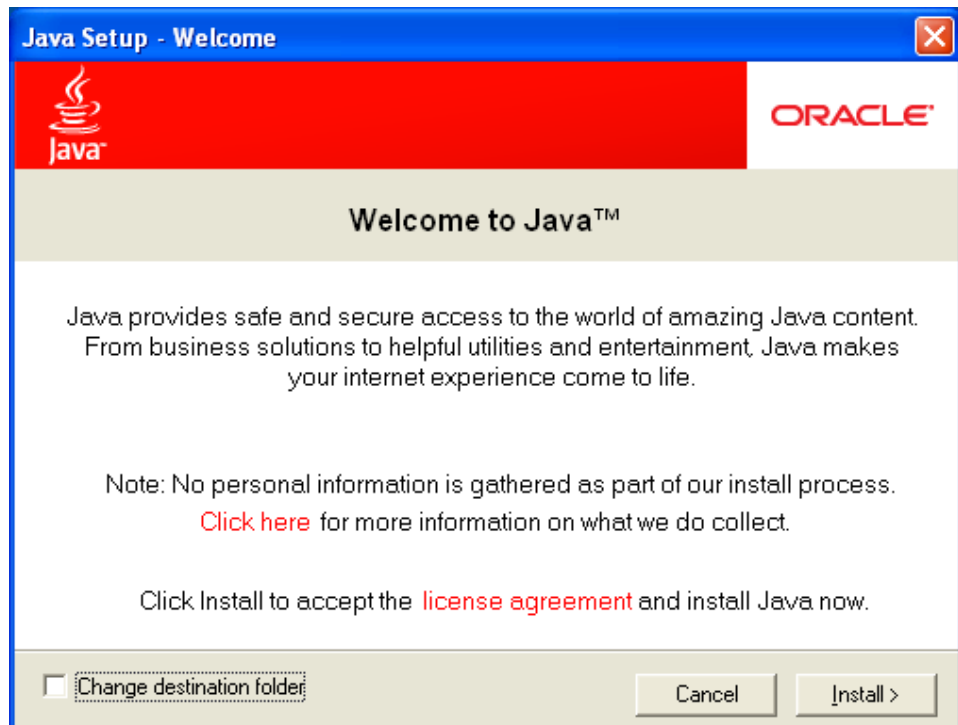 Java Setup - Welcome
Java™
ORACLE®
Welcome to Java™
Java provides safe and secure access to the world of amazing Java content.
From business solutions to helpful utilities and entertainment, Java makes
your internet experience come to life.
Note: No personal information is gathered as part of our install process.
Click here for more information on what we do collect.
Click Install to accept the license agreement and install Java now.
Change destination folder
Cancel
Install >